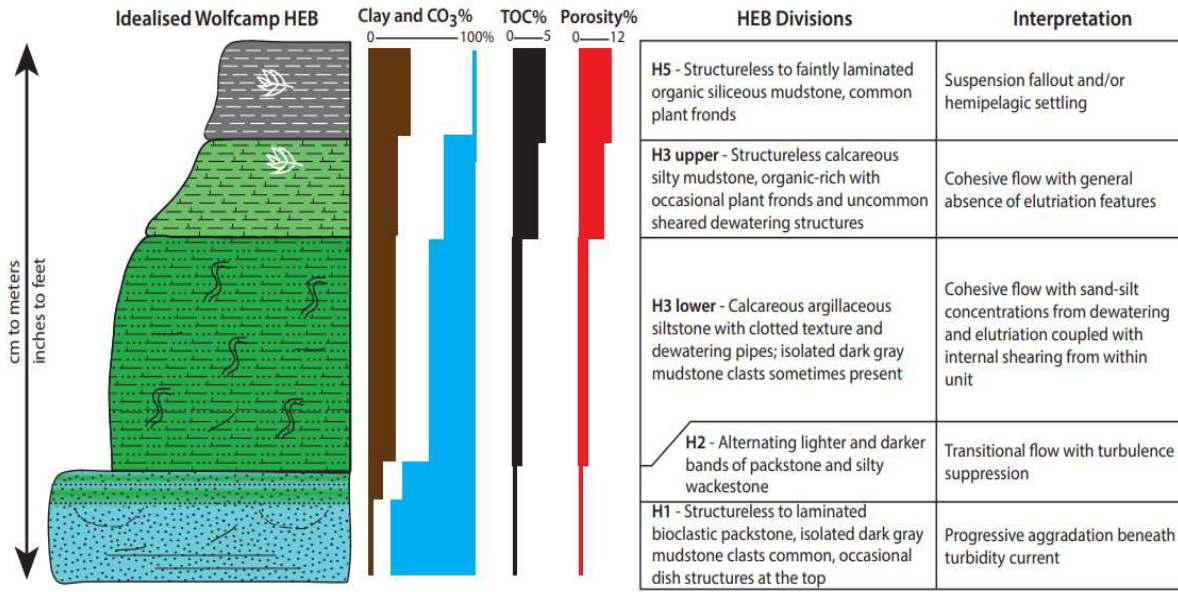 Idealised Wolfcamp HEB
Clay and CO₃%
0 100%
TOC%
0 5
Porosity%
0 12
HEB Divisions
Interpretation
cm to meters
inches to feet
H5 - Structureless to faintly laminated
organic siliceous mudstone, common
plant fronds
Suspension fallout and/or
hemipelagic settling
H3 upper - Structureless calcareous
silty mudstone, organic-rich with
occasional plant fronds and uncommon
sheared dewatering structures
Cohesive flow with general
absence of elutriation features
H3 lower - Calcareous argillaceous
siltstone with clotted texture and
dewatering pipes; isolated dark gray
mudstone clasts sometimes present
Cohesive flow with sand-silt
concentrations from dewatering
and elutriation coupled with
internal shearing from within
unit
H2 - Alternating lighter and darker
bands of packstone and silty
wackestone
Transitional flow with turbulence
suppression
H1 - Structureless to laminated
bioclastic packstone, isolated dark gray
mudstone clasts common, occasional
dish structures at the top
Progressive aggradation beneath
turbidity current